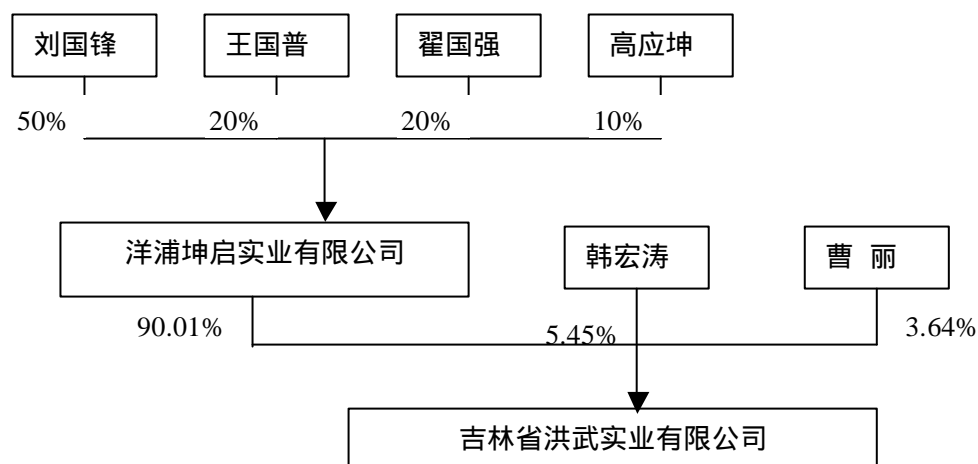 刘国锋 王国普 翟国强 高应坤
50% 20% 20% 10%
洋浦坤启实业有限公司 韩宏涛 曹 丽
90.01% 5.45% 3.64%
吉林省洪武实业有限公司